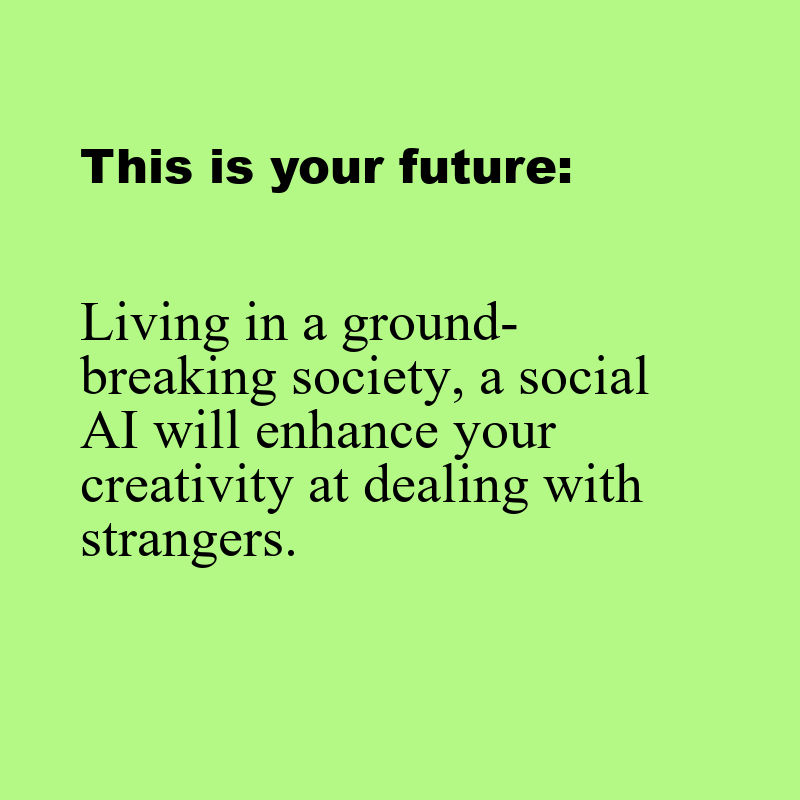 This is your future:
Living in a ground-
breaking society, a social
AI will enhance your
creativity at dealing with
strangers.